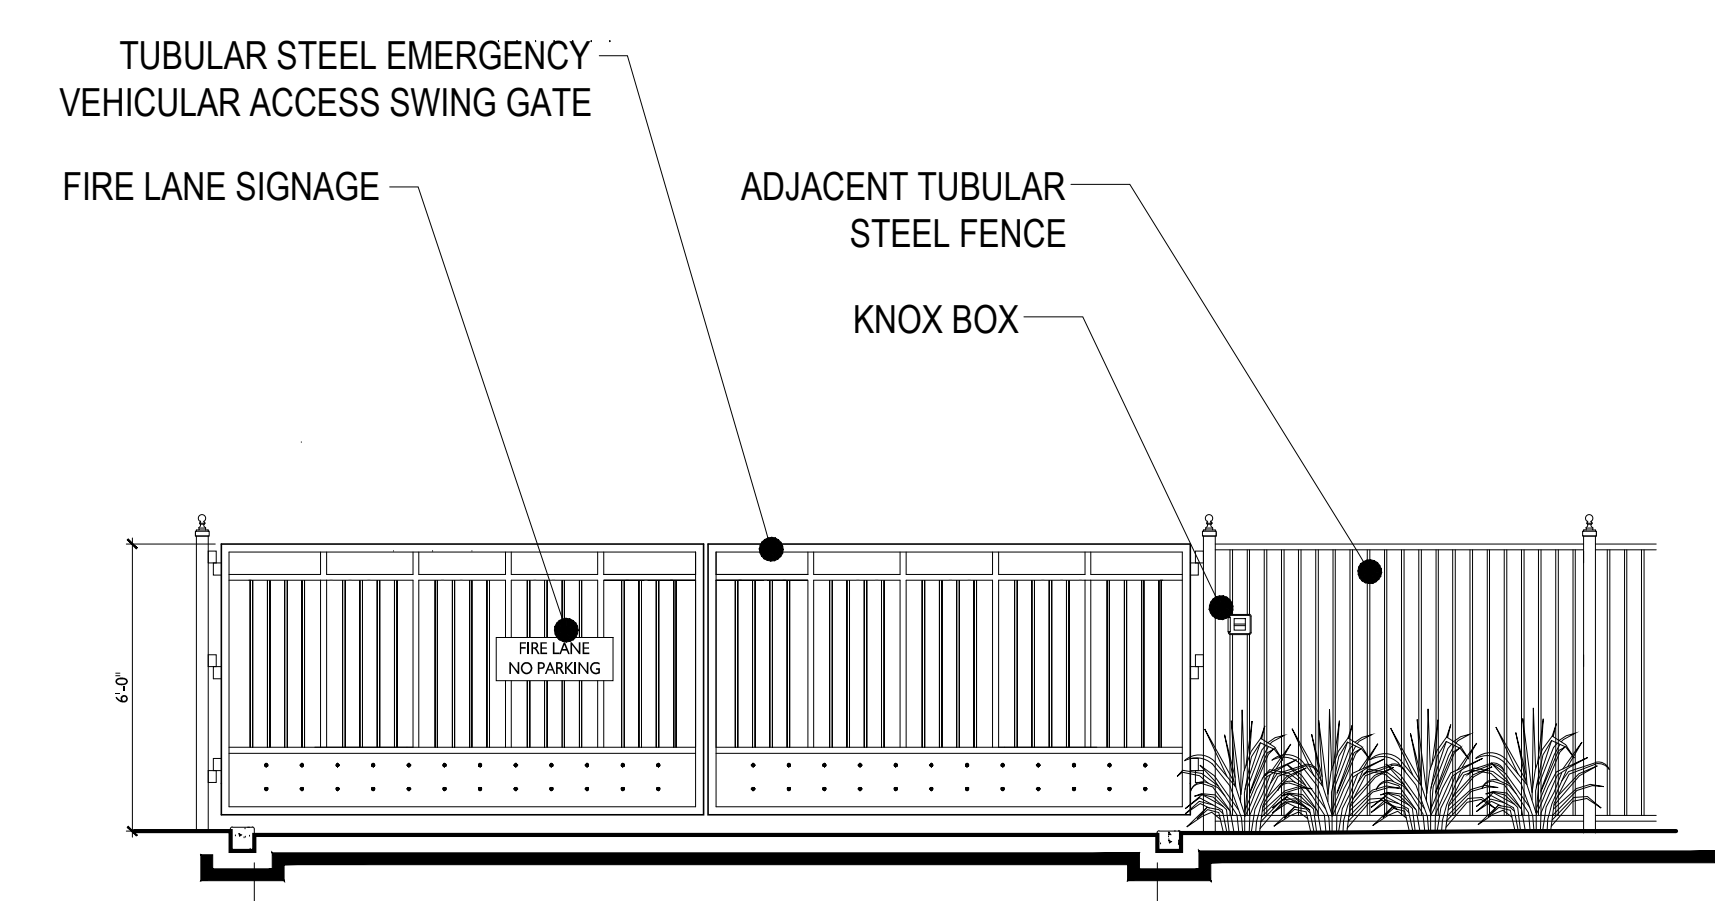 TUBULAR STEEL EMERGENCY
VEHICULAR ACCESS SWING GATE
FIRE LANE SIGNAGE
ADJACENT TUBULAR
STEEL FENCE
KNOX BOX
FIRE LANE
NO PARKING
6'-0"